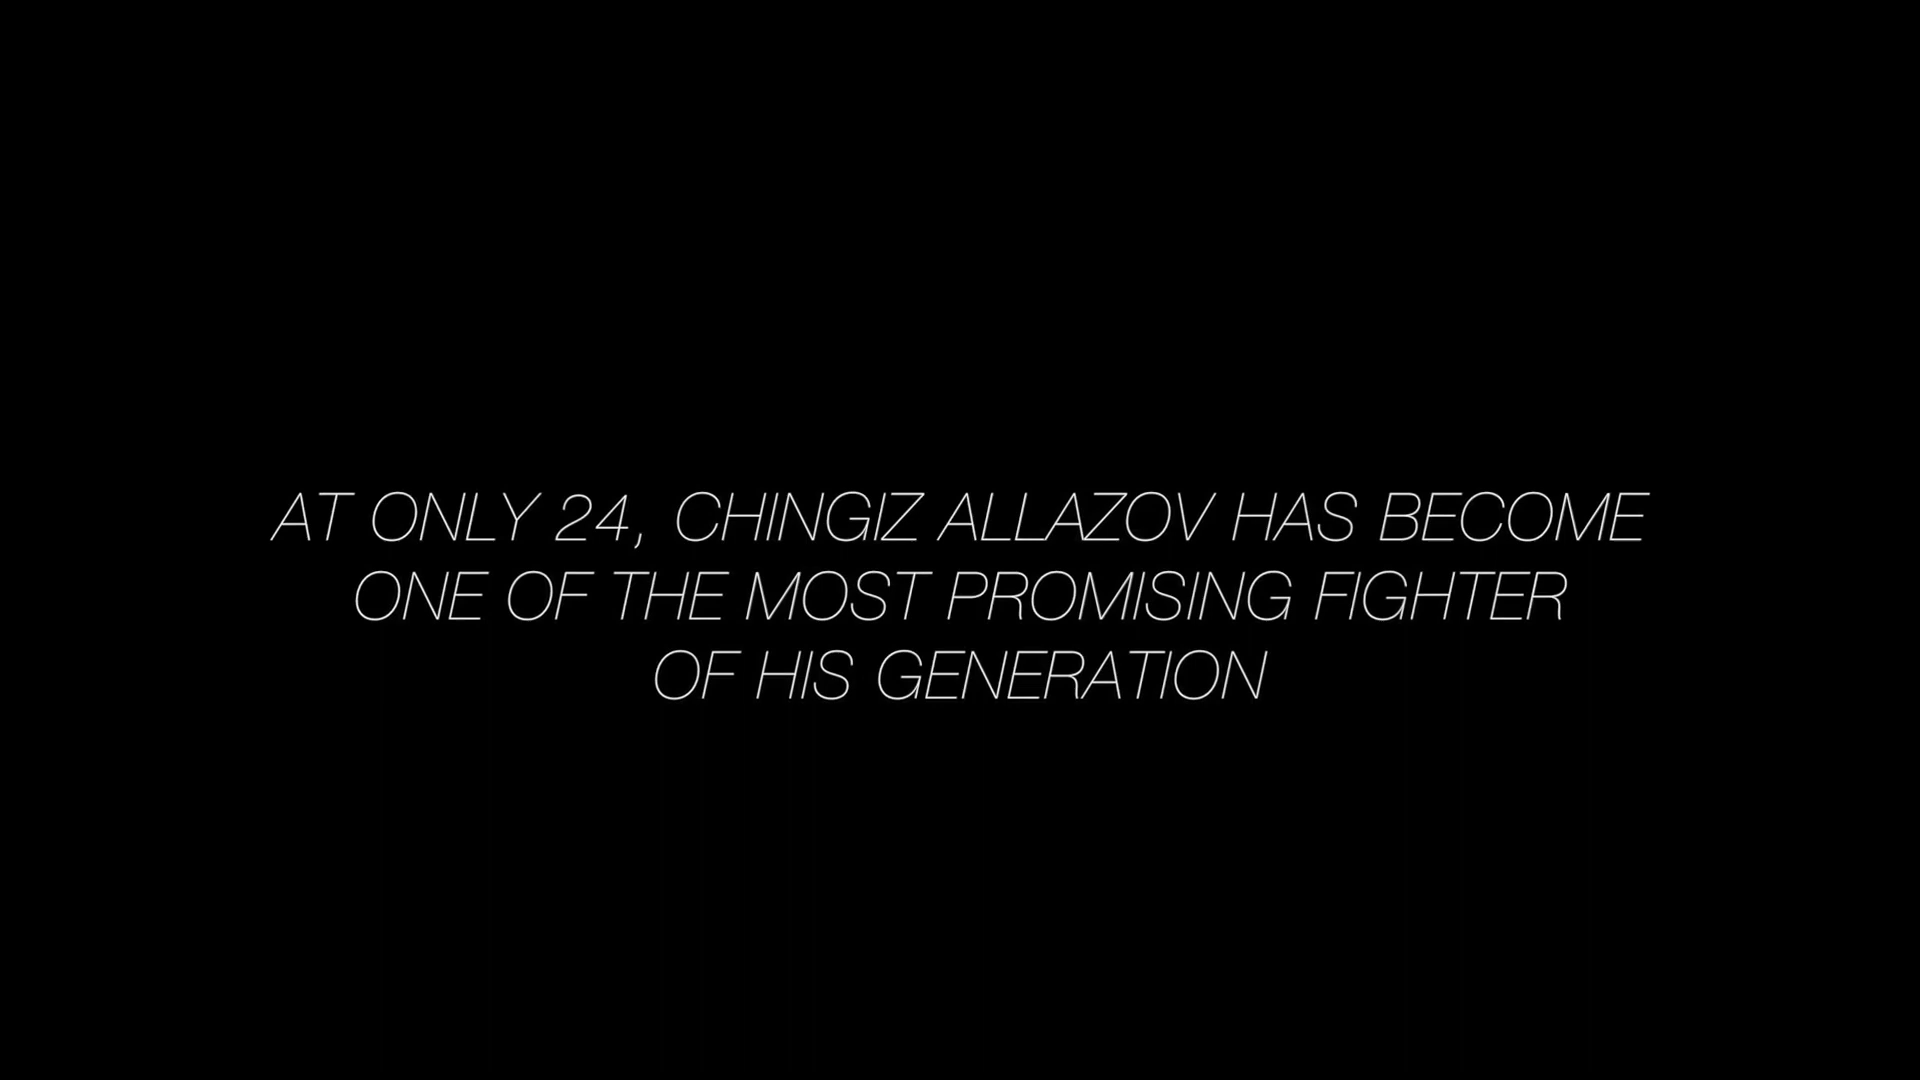 AT ONLY 24, CHINGIZ ALLAZOV HAS BECOME
ONE OF THE MOST PROMISING FIGHTER
OF HIS GENERATION